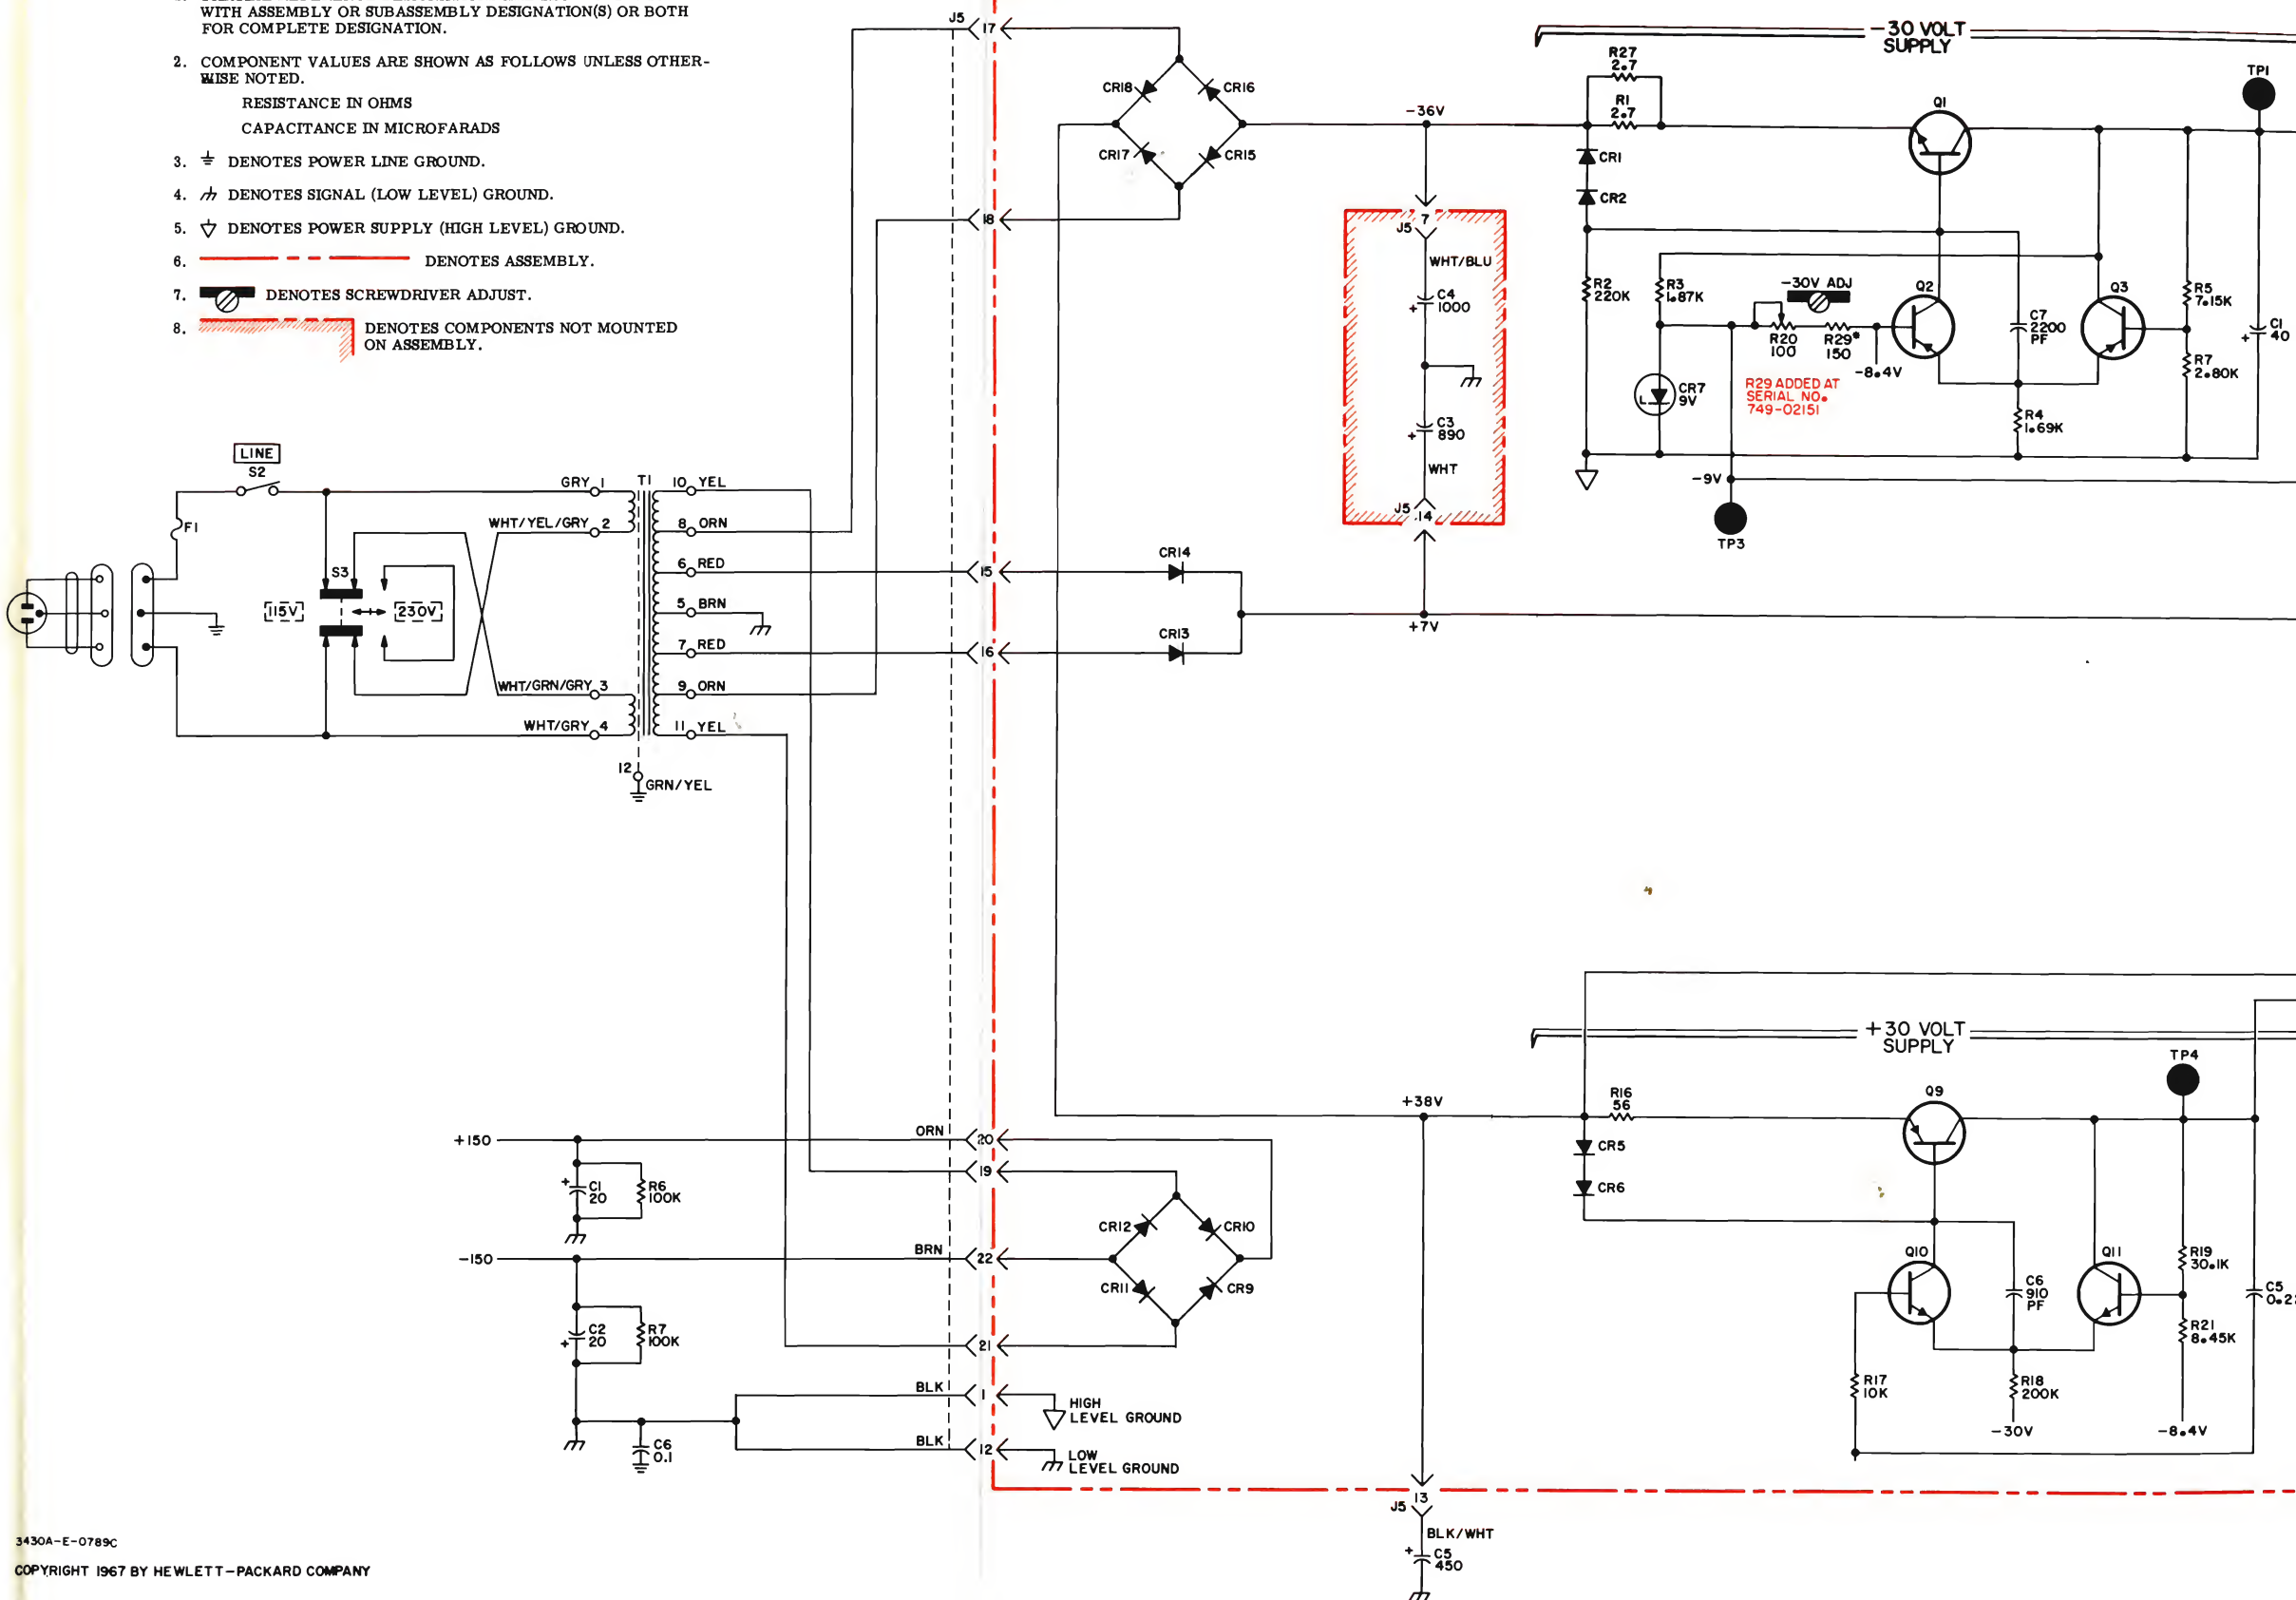 WITH ASSEMBLY OR SUBASSEMBLY DESIGNATION(S) OR BOTH
FOR COMPLETE DESIGNATION.
2. COMPONENT VALUES ARE SHOWN AS FOLLOWS UNLESS OTHER-
WISE NOTED.
RESISTANCE IN OHMS
CAPACITANCE IN MICROFARADS
3. DENOTES POWER LINE GROUND.
4. DENOTES SIGNAL (LOW LEVEL) GROUND.
5. DENOTES POWER SUPPLY (HIGH LEVEL) GROUND.
6. DENOTES ASSEMBLY.
7. DENOTES SCREWDRIVER ADJUST.
8. DENOTES COMPONENTS NOT MOUNTED
ON ASSEMBLY.
LINE
S2
F1
S3
115V
230V
GRY 1
WHT/YEL/GRY 2
WHT/GRN/GRY 3
WHT/GRY 4
T1
10 YEL
8 ORN
6 RED
5 BRN
7 RED
9 ORN
11 YEL
12
GRN/YEL
J5
17
18
15
16
CR18
CR16
CR17
CR15
CR14
CR13
-36V
7
J5
WHT/BLU
C4
1000
+
C3
890
+
WHT
J5
14
+7V
-30 VOLT
SUPPLY
R27
2.7
R1
2.7
CR1
CR2
R2
220K
R3
1.87K
CR7
9V
-30V ADJ
R20
100
R29*
150
-8.4V
R29 ADDED AT
SERIAL NO.
749-02151
-9V
TP3
Q1
Q2
Q3
C7
2200
PF
R4
1.69K
R5
7.15K
R7
2.80K
TP1
C1
40
+
+150
-150
+
C1
20
R6
100K
C2
20
+
R7
100K
C6
0.1
ORN
20
19
BRN
22
21
BLK
1
BLK
12
CR12
CR10
CR11
CR9
HIGH
LEVEL GROUND
LOW
LEVEL GROUND
+38V
13
J5
BLK/WHT
+
C5
450
+30 VOLT
SUPPLY
R16
56
CR5
CR6
Q9
Q10
Q11
TP4
C6
910
PF
R17
10K
R18
200K
-30V
R19
30.1K
R21
8.45K
-8.4V
C5
3430A-E-0789C
COPYRIGHT 1967 BY HEWLETT-PACKARD COMPANY